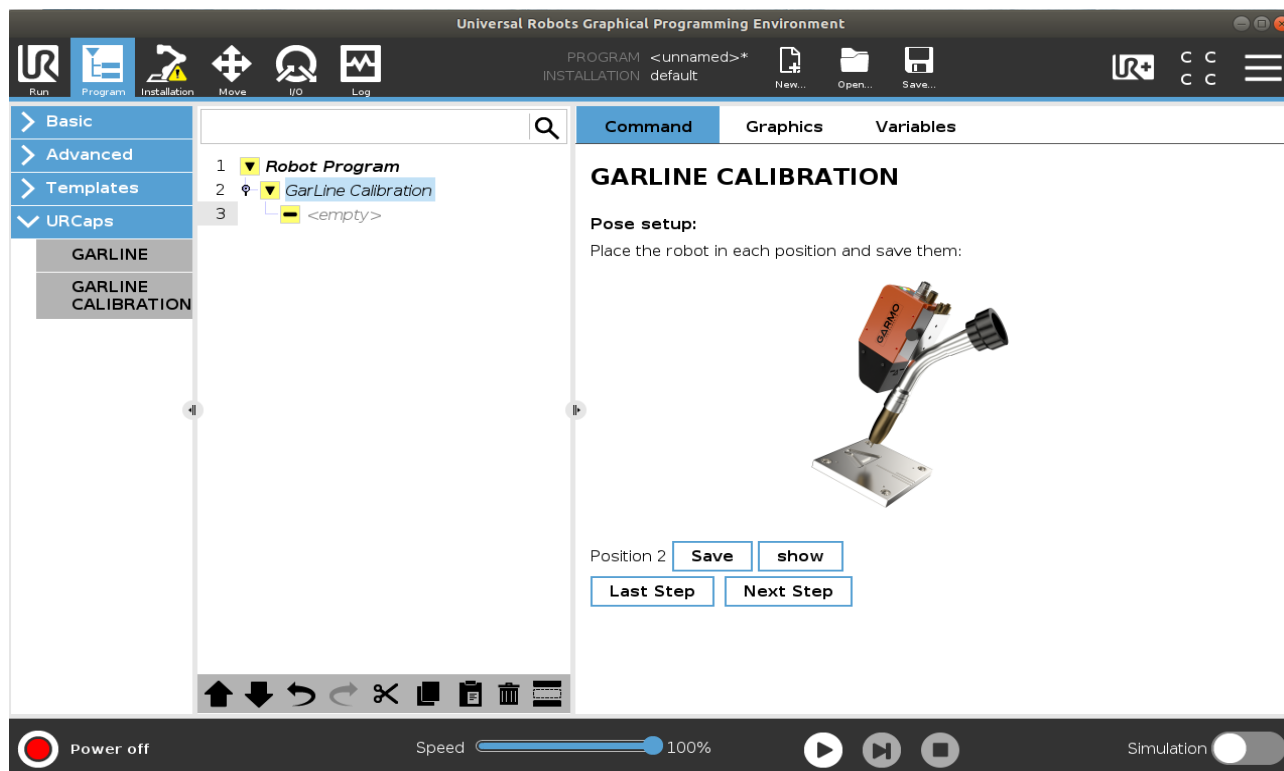 Universal Robots Graphical Programming Environment
Run
Program
Installation
Move
I/O
Log
PROGRAM <unnamed>*
INSTALLATION default
New...
Open...
Save...
UR+
C C
C C
Basic
Advanced
Templates
URCaps
GARLINE
GARLINE
CALIBRATION
1 Robot Program
2 GarLine Calibration
3 <empty>
Command Graphics Variables
GARLINE CALIBRATION
Pose setup:
Place the robot in each position and save them:
GARMO
Position 2 Save show
Last Step Next Step
Power off
Speed 100%
Simulation